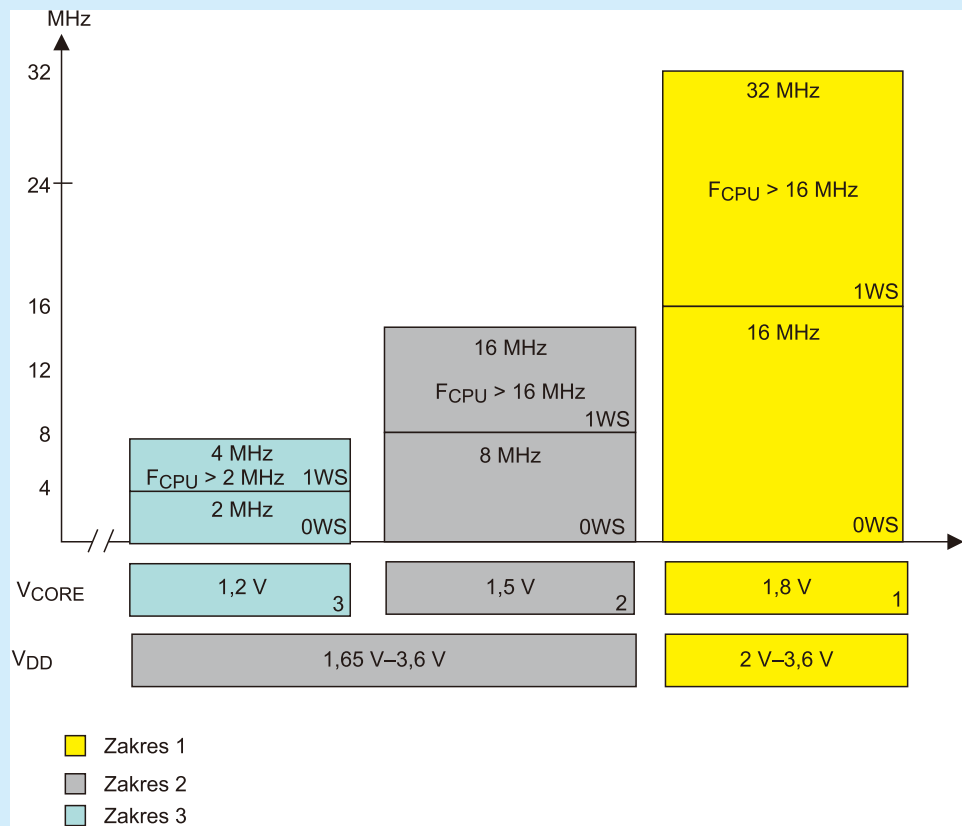 MHz
32
24
16
12
8
4
32 MHz
FCPU > 16 MHz
1WS
16 MHz
0WS
16 MHz
FCPU > 16 MHz
1WS
8 MHz
0WS
4 MHz
FCPU > 2 MHz 1WS
2 MHz
0WS
VCORE
1,2 V
3
1,5 V
2
1,8 V
1
VDD
1,65 V–3,6 V
2 V–3,6 V
Zakres 1
Zakres 2
Zakres 3